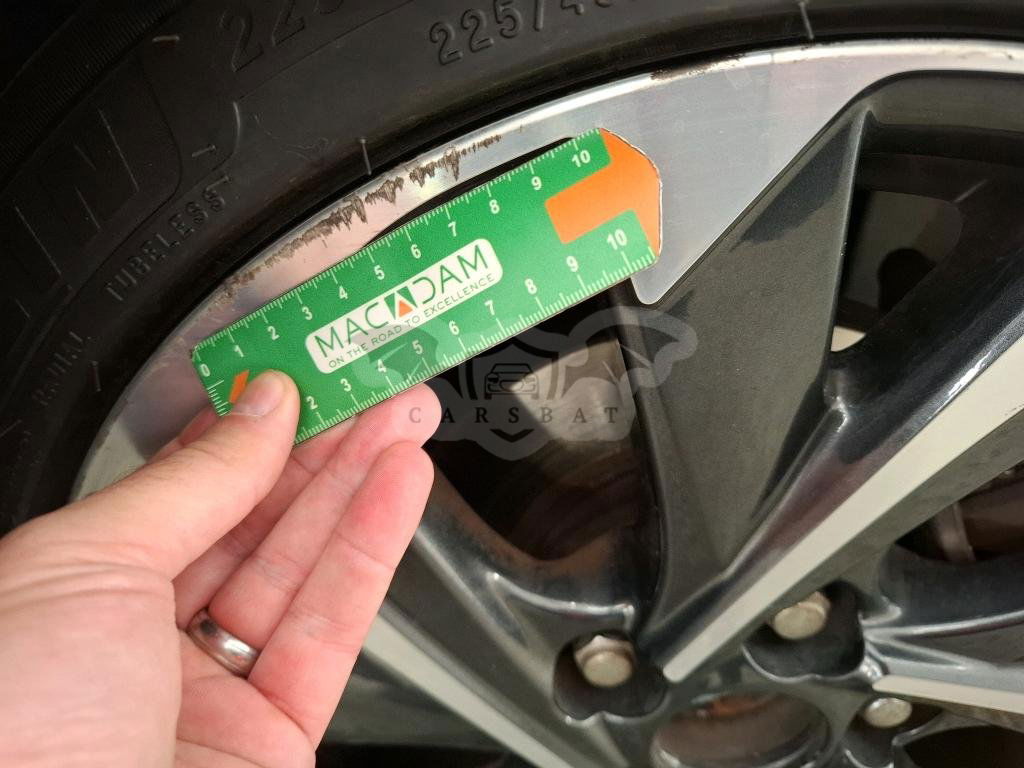 225/4
TUBELESS
RADIAL
0 1 2 3 4 5 6 7 8 9 10
MACADAM
ON THE ROAD TO EXCELLENCE
2 3 4 5 6 7 8 9 10
CARSBAT